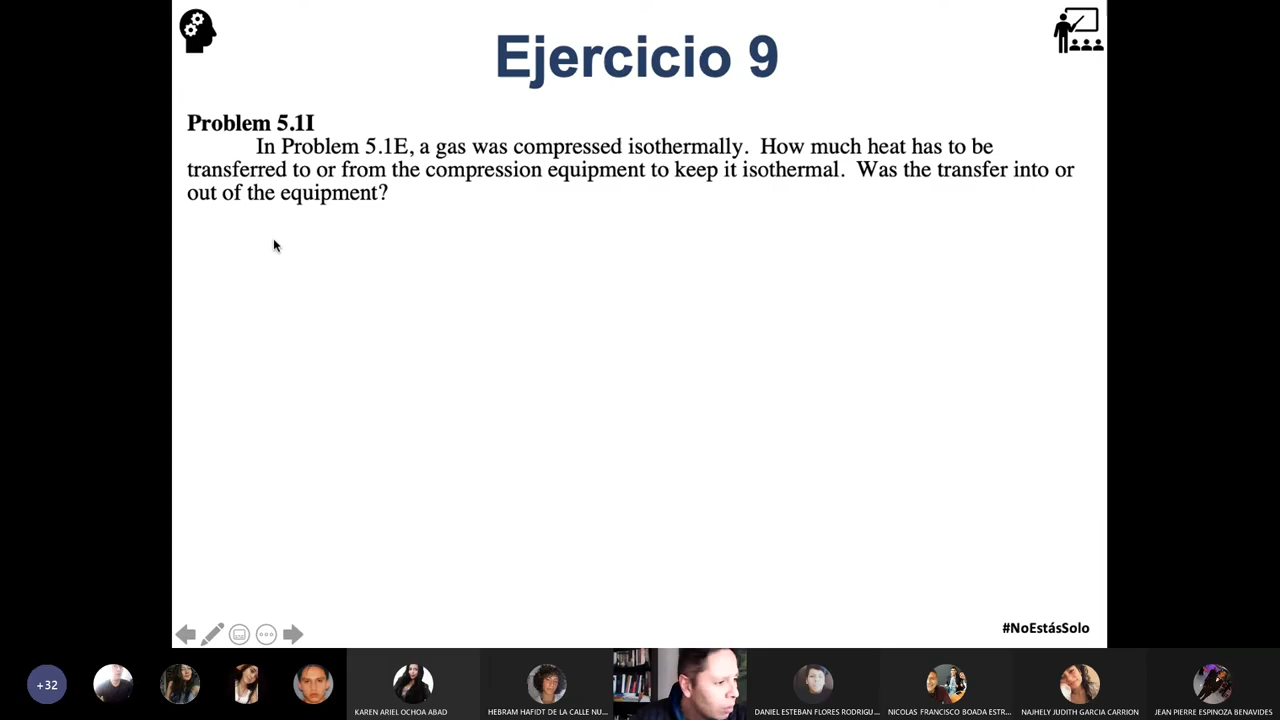 Ejercicio 9
Problem 5.1I
In Problem 5.1E, a gas was compressed isothermally. How much heat has to be
transferred to or from the compression equipment to keep it isothermal. Was the transfer into or
out of the equipment?
#NoEstásSolo
+32
KAREN ARIEL OCHOA ABAD
HEBRAM HAFIDT DE LA CALLE NU...
DANIEL ESTEBAN FLORES RODRIGU...
NICOLAS FRANCISCO BOADA ESTR...
NAJHELY JUDITH GARCIA CARRION
JEAN PIERRE ESPINOZA BENAVIDES